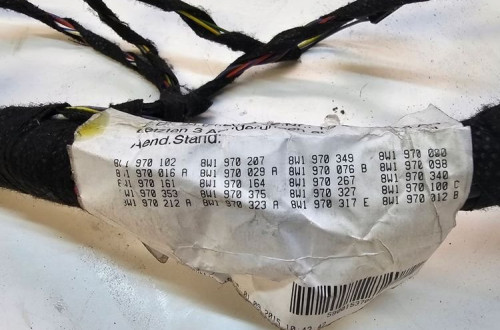 Letzten 3 Ä
Aend.Stand:
8W1 970 102 8W1 970 207 8W1 970 349 8W1 970 020
8W1 970 016 A 8W1 970 029 A 8W1 970 076 B 8W1 970 098
8W1 970 161 8W1 970 164 8W1 970 267 8W1 970 340
8W1 970 353 8W1 970 375 8W1 970 327 8W1 970 100 C
8W1 970 212 A 8W1 970 323 A 8W1 970 317 E 8W1 970 012 B